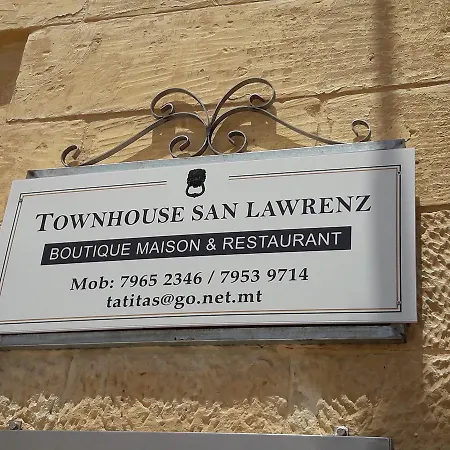 TOWNHOUSE SAN LAWRENZ
BOUTIQUE MAISON & RESTAURANT
Mob: 7965 2346 / 7953 9714
tatitas@go.net.mt